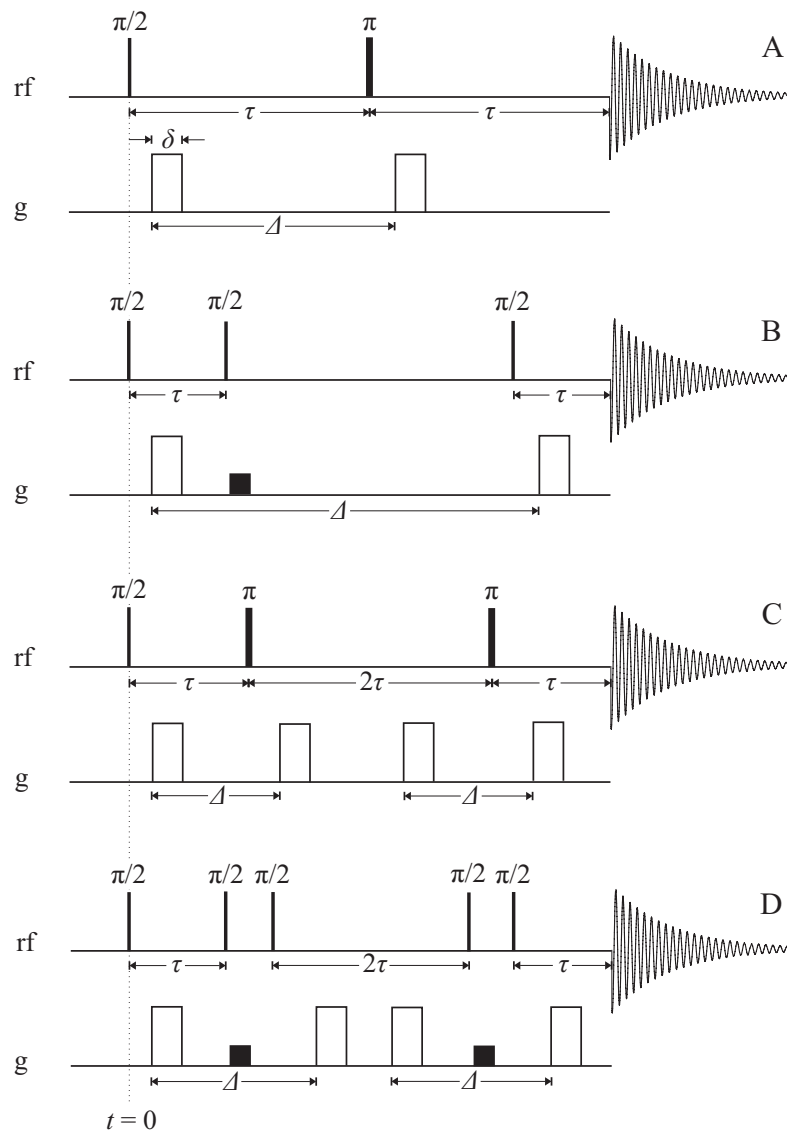 π/2 π A
rf
τ τ
δ
g
Δ
π/2 π/2 π/2 B
rf
τ τ
g
Δ
π/2 π π C
rf
τ 2τ τ
g
Δ Δ
π/2 π/2 π/2 π/2 π/2 D
rf
τ 2τ τ
g
Δ Δ
t = 0